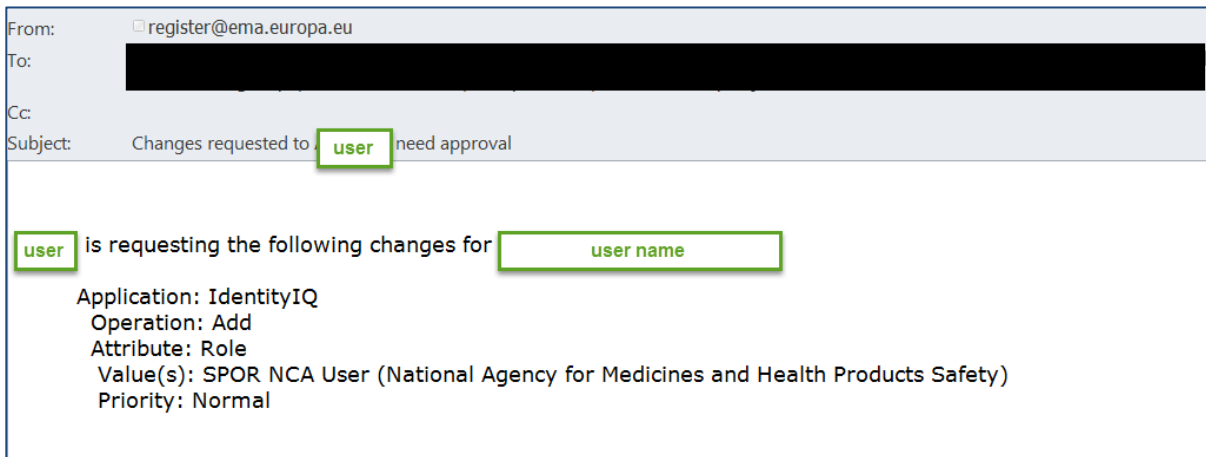 From: register@ema.europa.eu
To:
Cc:
Subject: Changes requested to user need approval
user is requesting the following changes for user name
Application: IdentityIQ
Operation: Add
Attribute: Role
Value(s): SPOR NCA User (National Agency for Medicines and Health Products Safety)
Priority: Normal